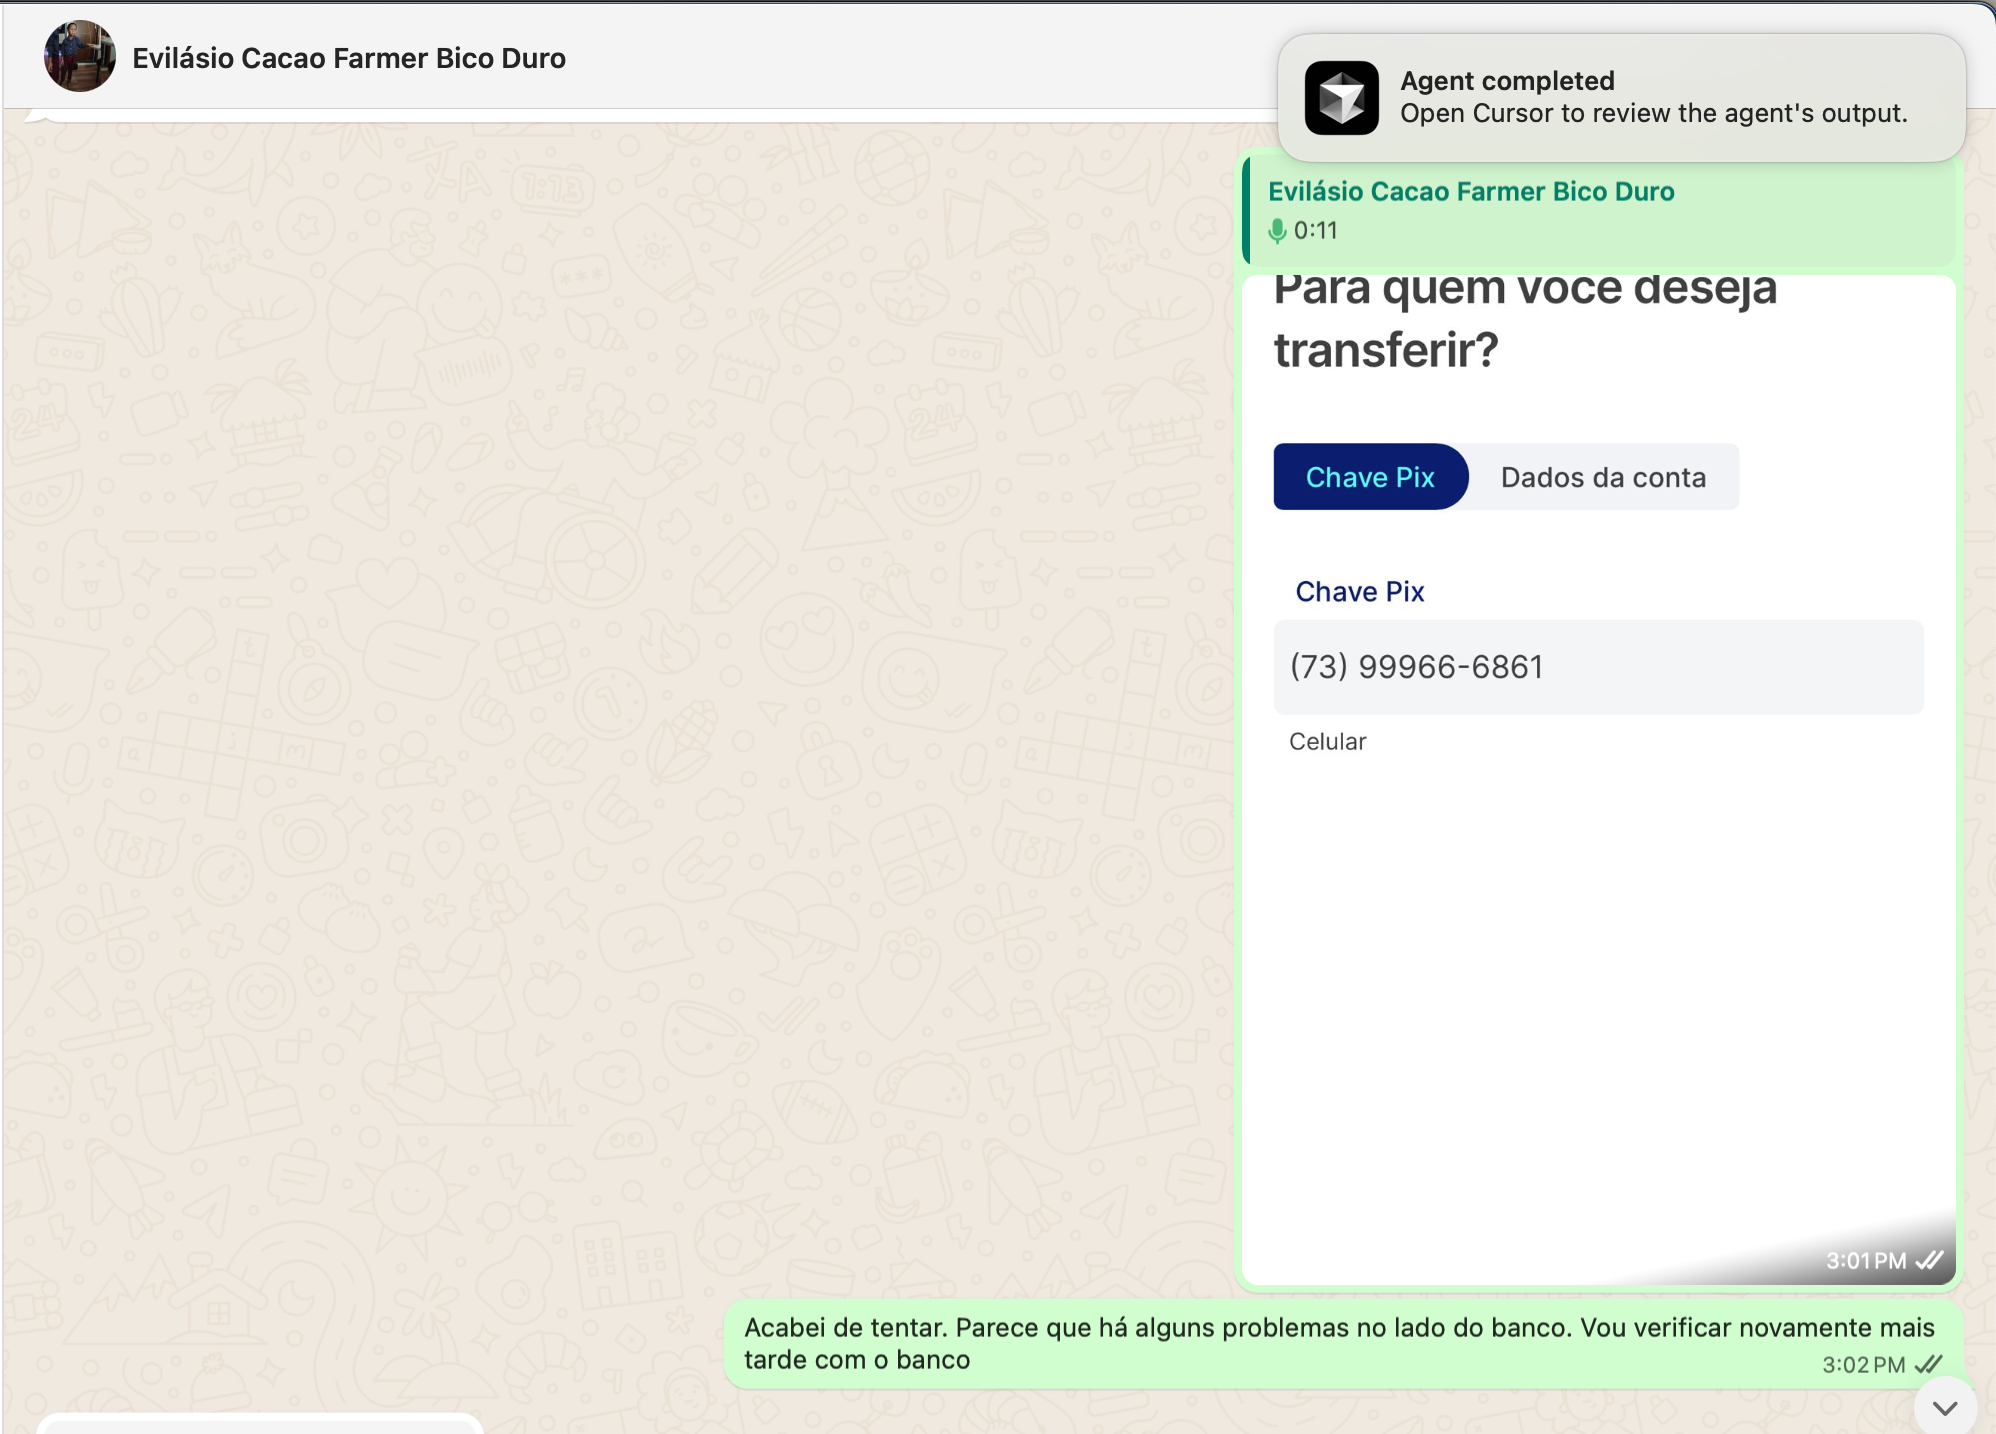 Evilásio Cacao Farmer Bico Duro
Agent completed
Open Cursor to review the agent's output.
Evilásio Cacao Farmer Bico Duro
0:11
Para quem você deseja
transferir?
Chave Pix
Dados da conta
Chave Pix
(73) 99966-6861
Celular
3:01 PM
Acabei de tentar. Parece que há alguns problemas no lado do banco. Vou verificar novamente mais
tarde com o banco
3:02 PM